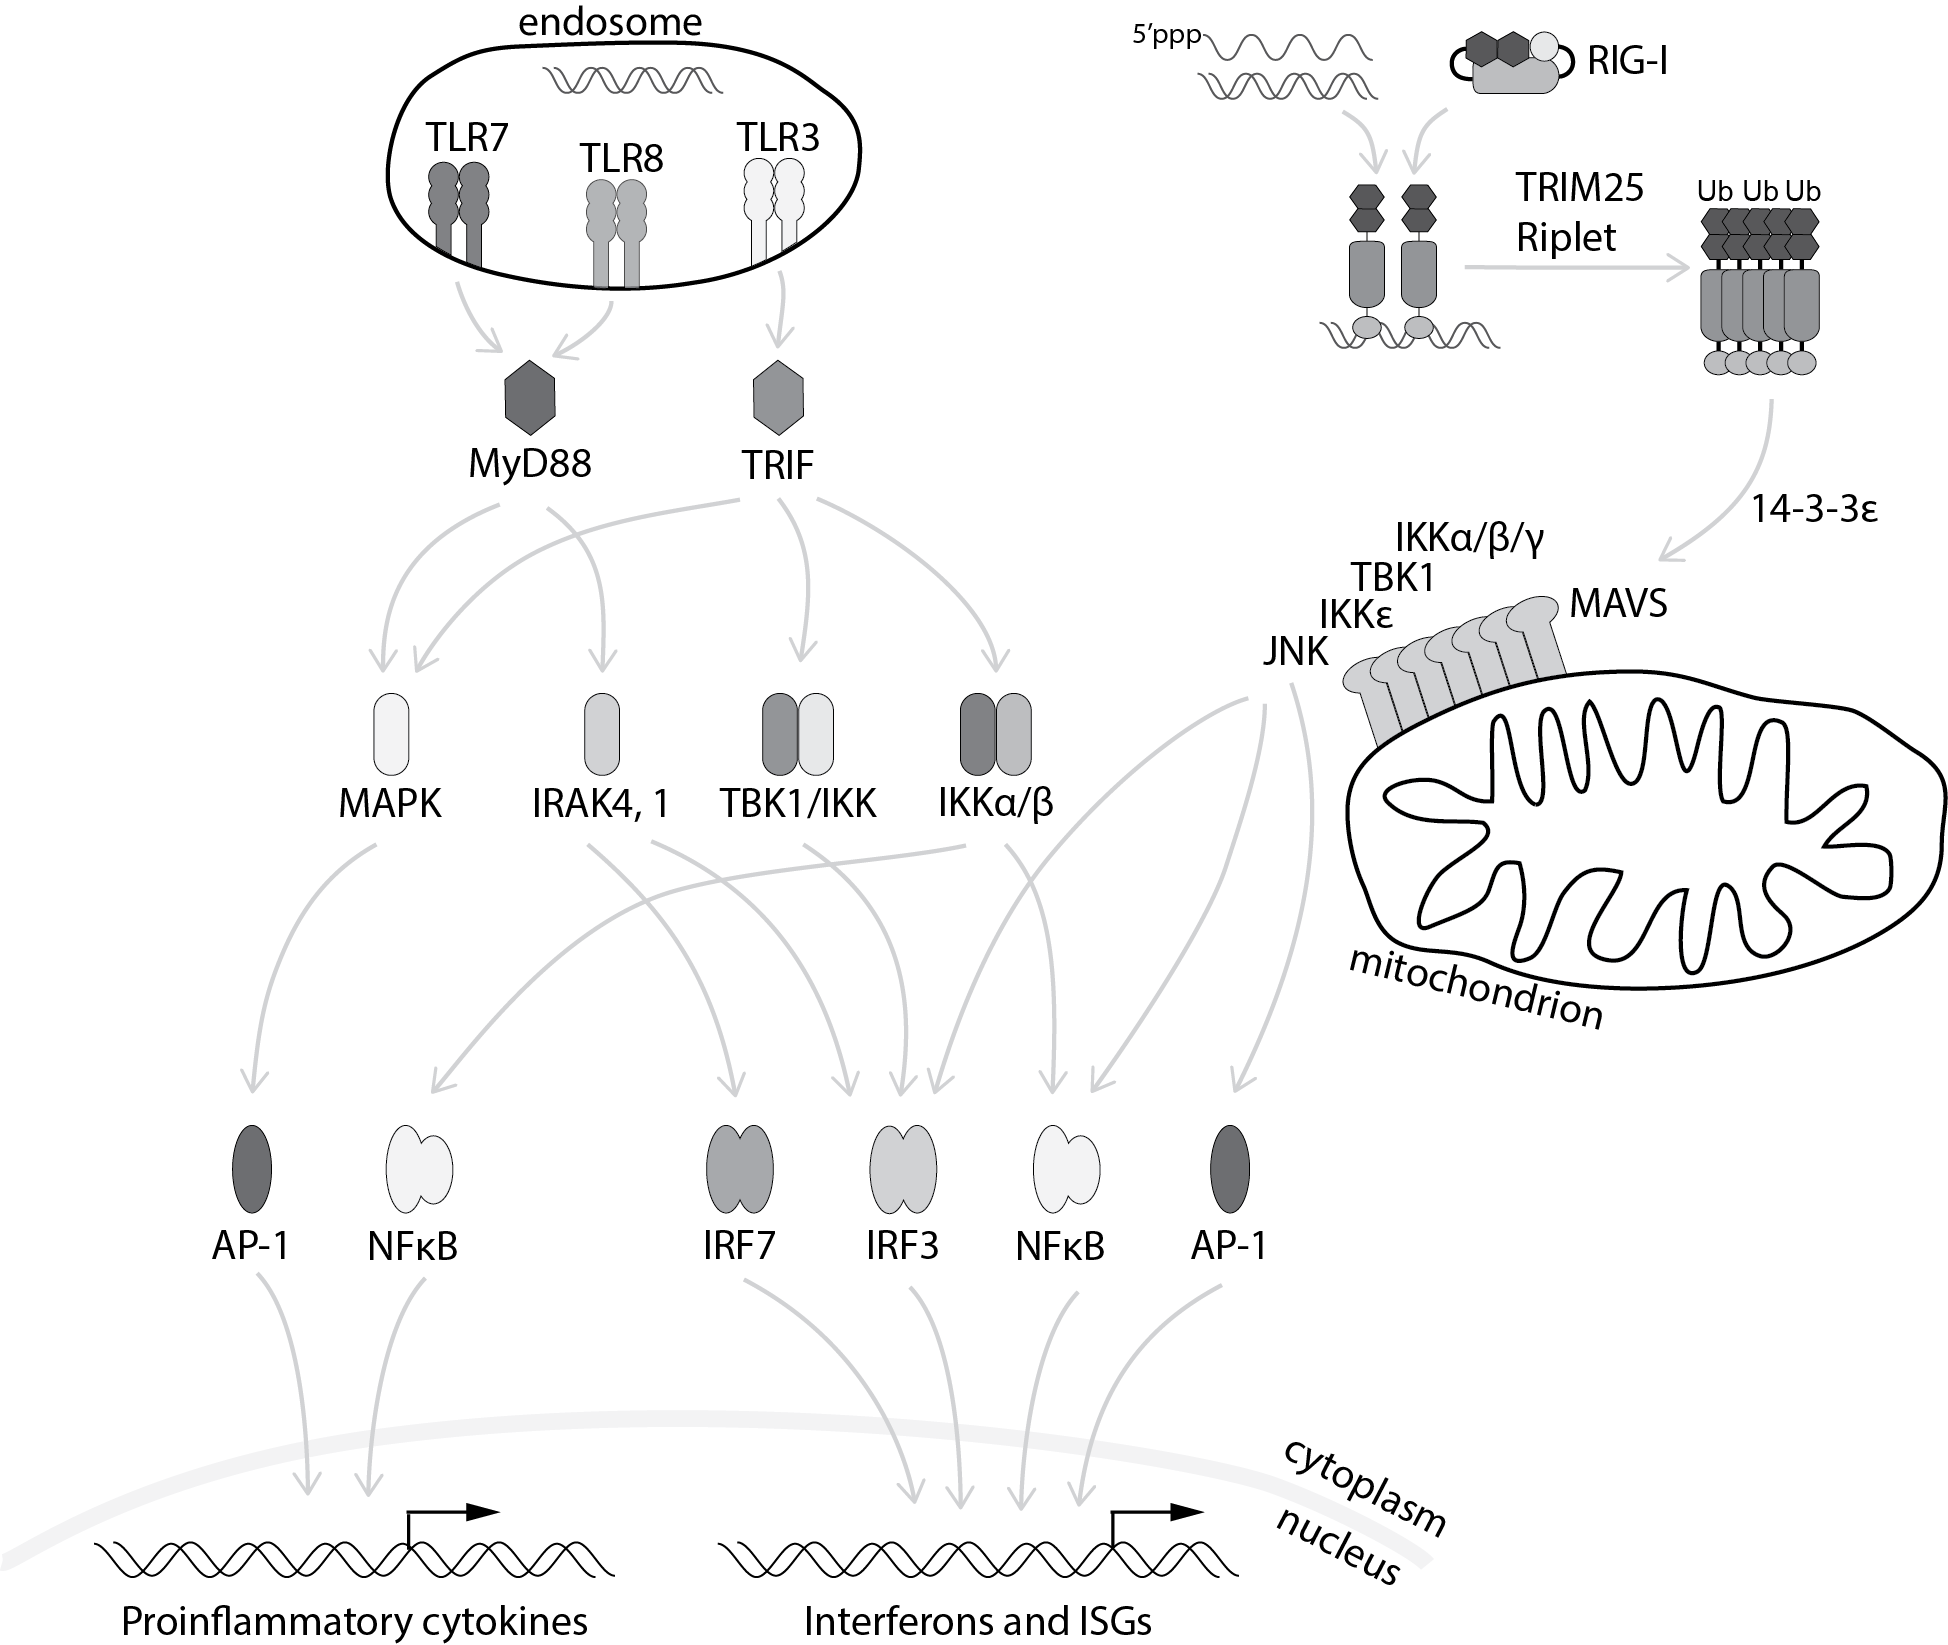 endosome
5'ppp
RIG-I
TLR7
TLR8
TLR3
TRIM25
Riplet
Ub Ub Ub
MyD88
TRIF
14-3-3ε
IKKα/β/γ
TBK1
IKKε
JNK
MAVS
MAPK
IRAK4, 1
TBK1/IKK
IKKα/β
mitochondrion
AP-1
NFκB
IRF7
IRF3
NFκB
AP-1
cytoplasm
nucleus
Proinflammatory cytokines
Interferons and ISGs